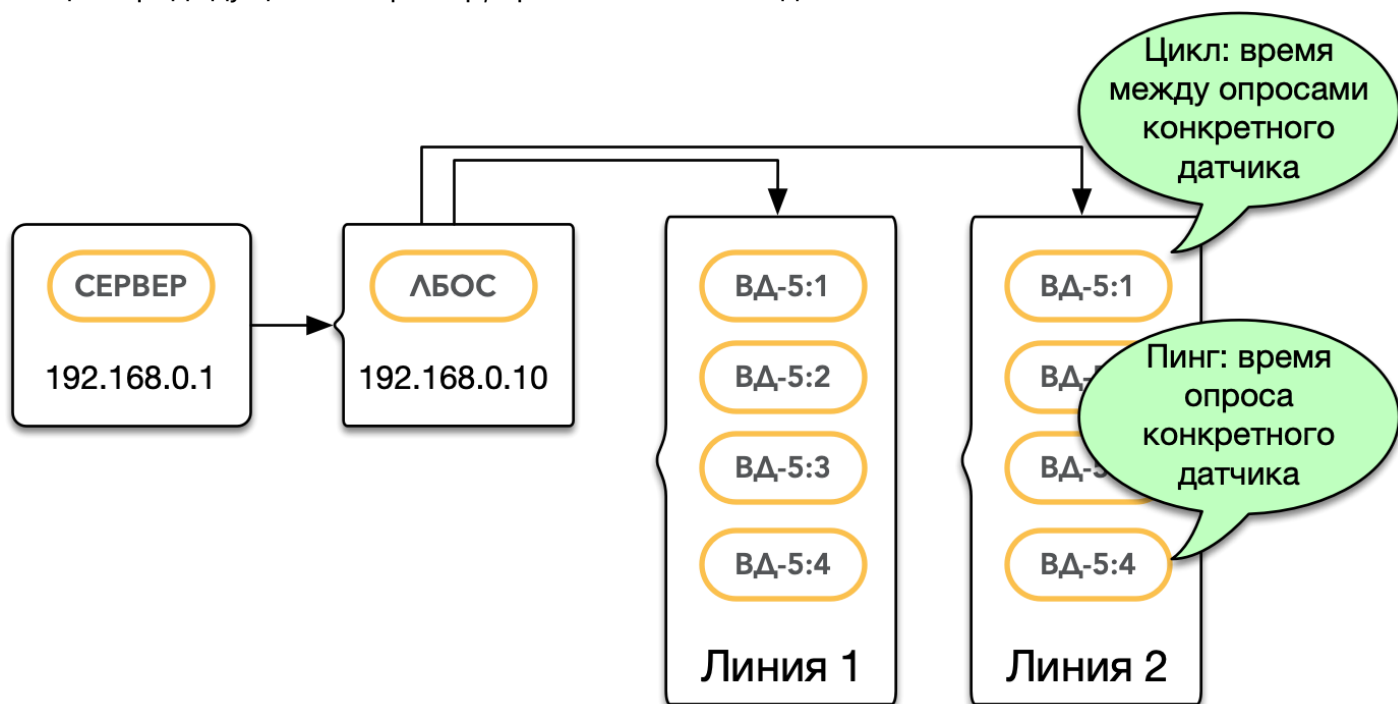 Цикл: время
между опросами
конкретного
датчика
СЕРВЕР
192.168.0.1
ЛБОС
192.168.0.10
ВД-5:1
ВД-5:2
ВД-5:3
ВД-5:4
Линия 1
ВД-5:1
Пинг: время
опроса
конкретного
датчика
ВД-5:4
Линия 2